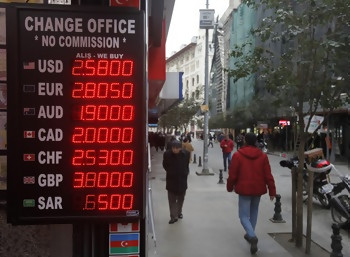 CHANGE OFFICE
* NO COMMISSION *
ALIŞ - WE BUY
USD 2.5800
EUR 2.8050
AUD 1.9000
CAD 2.0000
CHF 2.5300
GBP 3.8000
SAR .6500